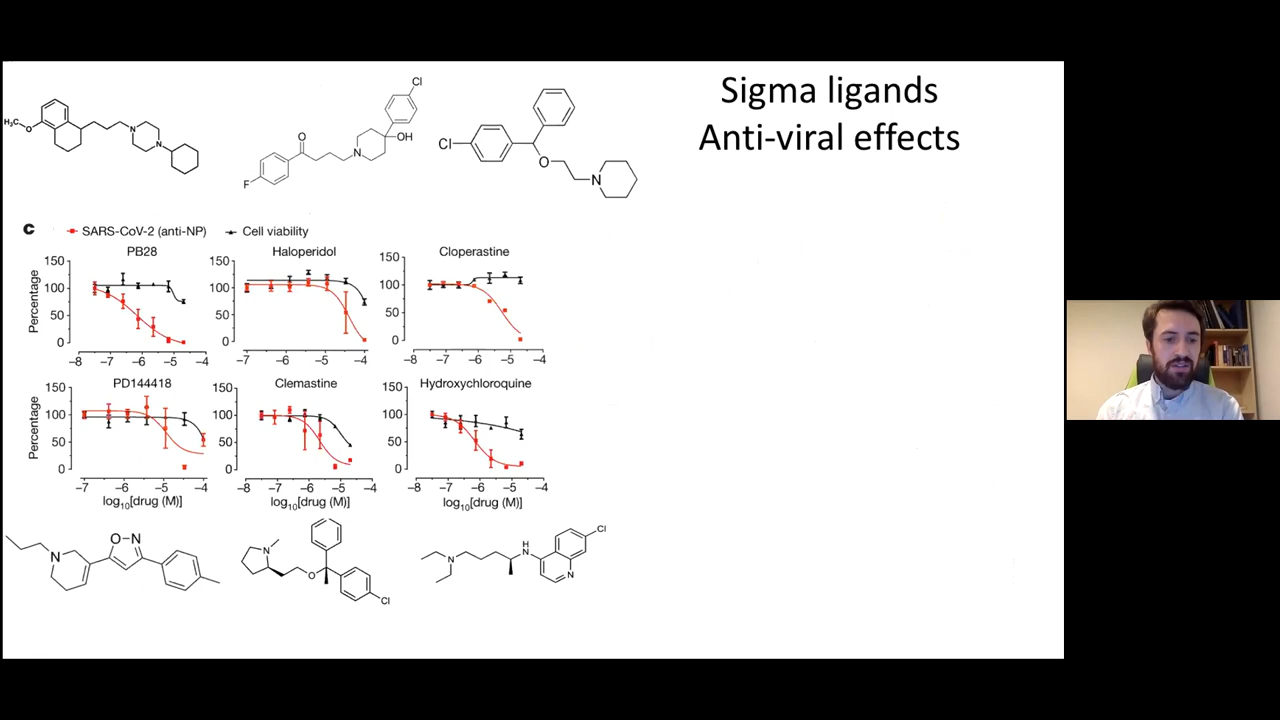 Sigma ligands
Anti-viral effects
H₃C O N N
O F N Cl OH
Cl O N
c SARS-CoV-2 (anti-NP) Cell viability
PB28 Haloperidol Cloperastine
Percentage
150 100 50 0
−8 −7 −6 −5 −4
150 100 50 0
−7 −6 −5 −4
150 100 50 0
−8 −7 −6 −5 −4
PD144418 Clemastine Hydroxychloroquine
Percentage
150 100 50 0
−7 −6 −5 −4
150 100 50 0
−8 −7 −6 −5 −4
150 100 50 0
−8 −7 −6 −5 −4
log₁₀[drug (M)] log₁₀[drug (M)] log₁₀[drug (M)]
N O−N
N O Cl
N H N N Cl